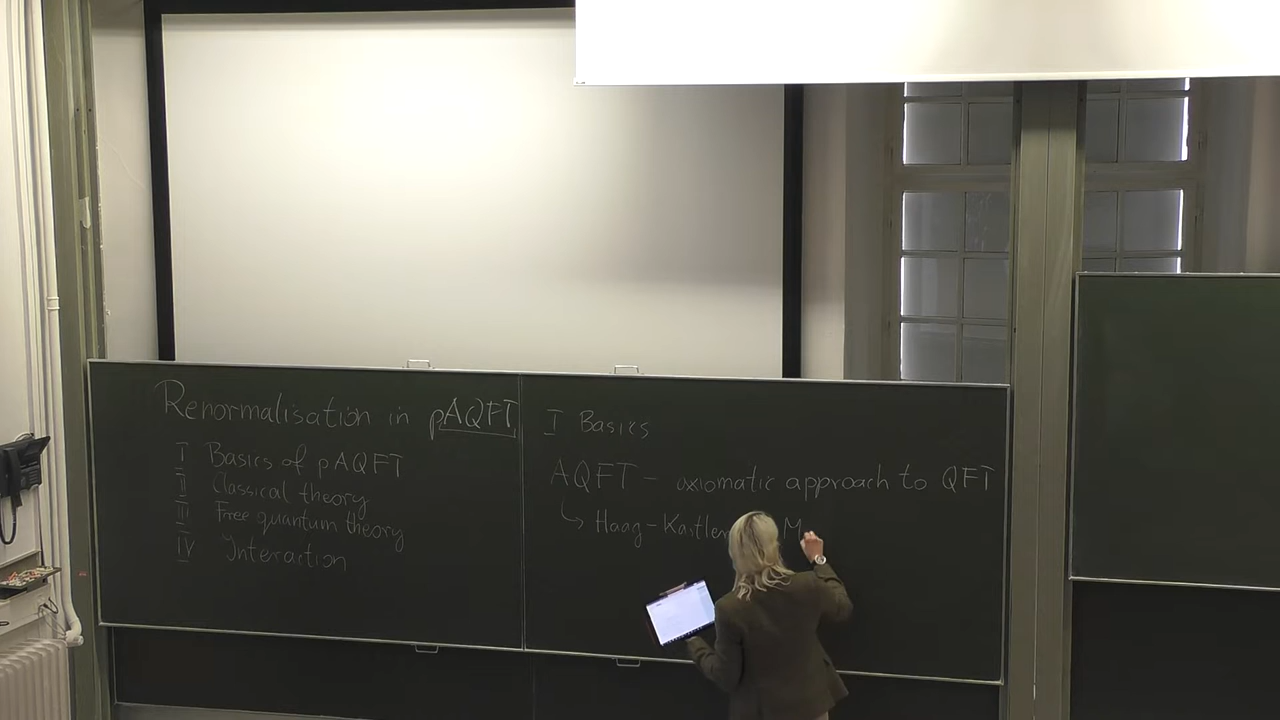 Renormalisation in pAQFT
I Basics of pAQFT
II Classical theory
III Free quantum theory
IV Interaction
I Basics
AQFT - axiomatic approach to QFT
↳ Haag-Kastler M